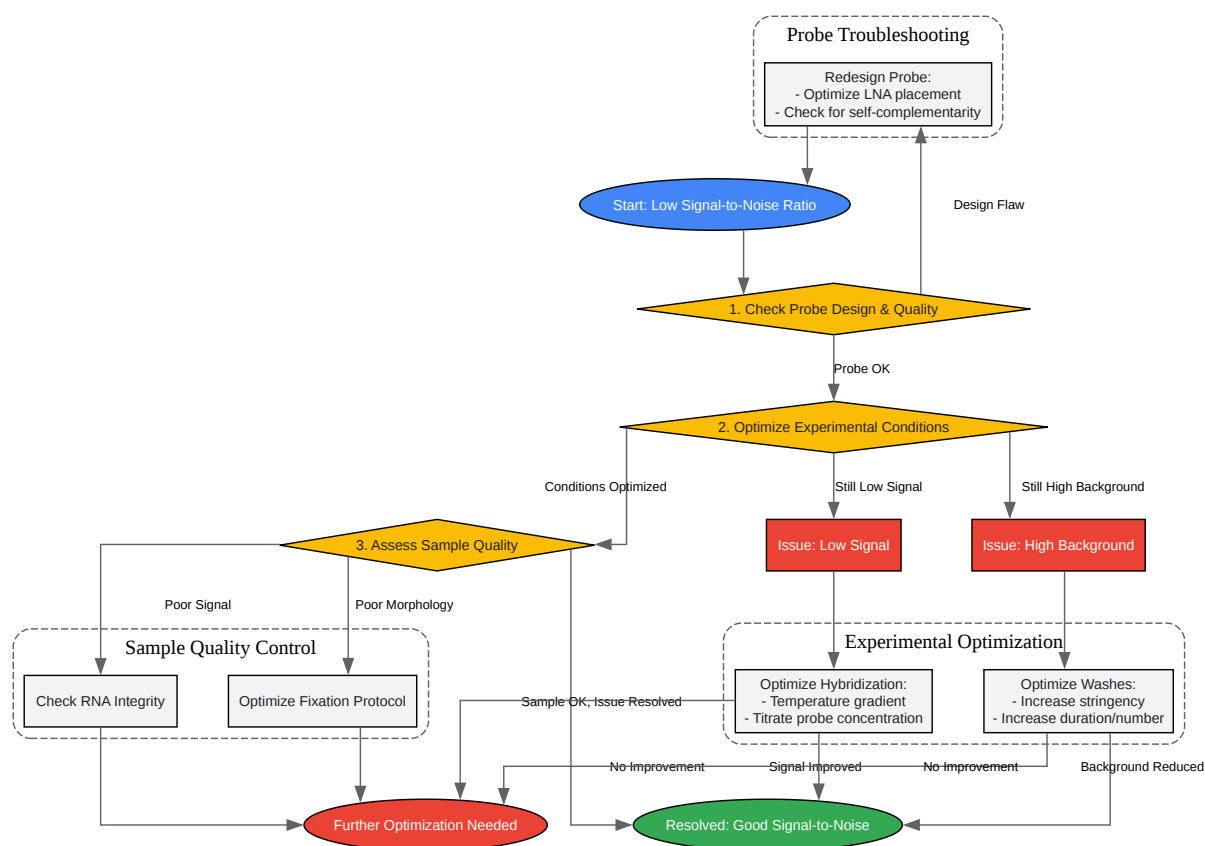 Probe Troubleshooting
Redesign Probe:
- Optimize LNA placement
- Check for self-complementarity
Start: Low Signal-to-Noise Ratio
Design Flaw
1. Check Probe Design & Quality
Probe OK
2. Optimize Experimental Conditions
Conditions Optimized
Still Low Signal
Still High Background
3. Assess Sample Quality
Issue: Low Signal
Issue: High Background
Poor Signal
Poor Morphology
Sample Quality Control
Experimental Optimization
Check RNA Integrity
Optimize Fixation Protocol
Sample OK, Issue Resolved
Optimize Hybridization:
- Temperature gradient
- Titrate probe concentration
Optimize Washes:
- Increase stringency
- Increase duration/number
No Improvement
Signal Improved
No Improvement
Background Reduced
Further Optimization Needed
Resolved: Good Signal-to-Noise